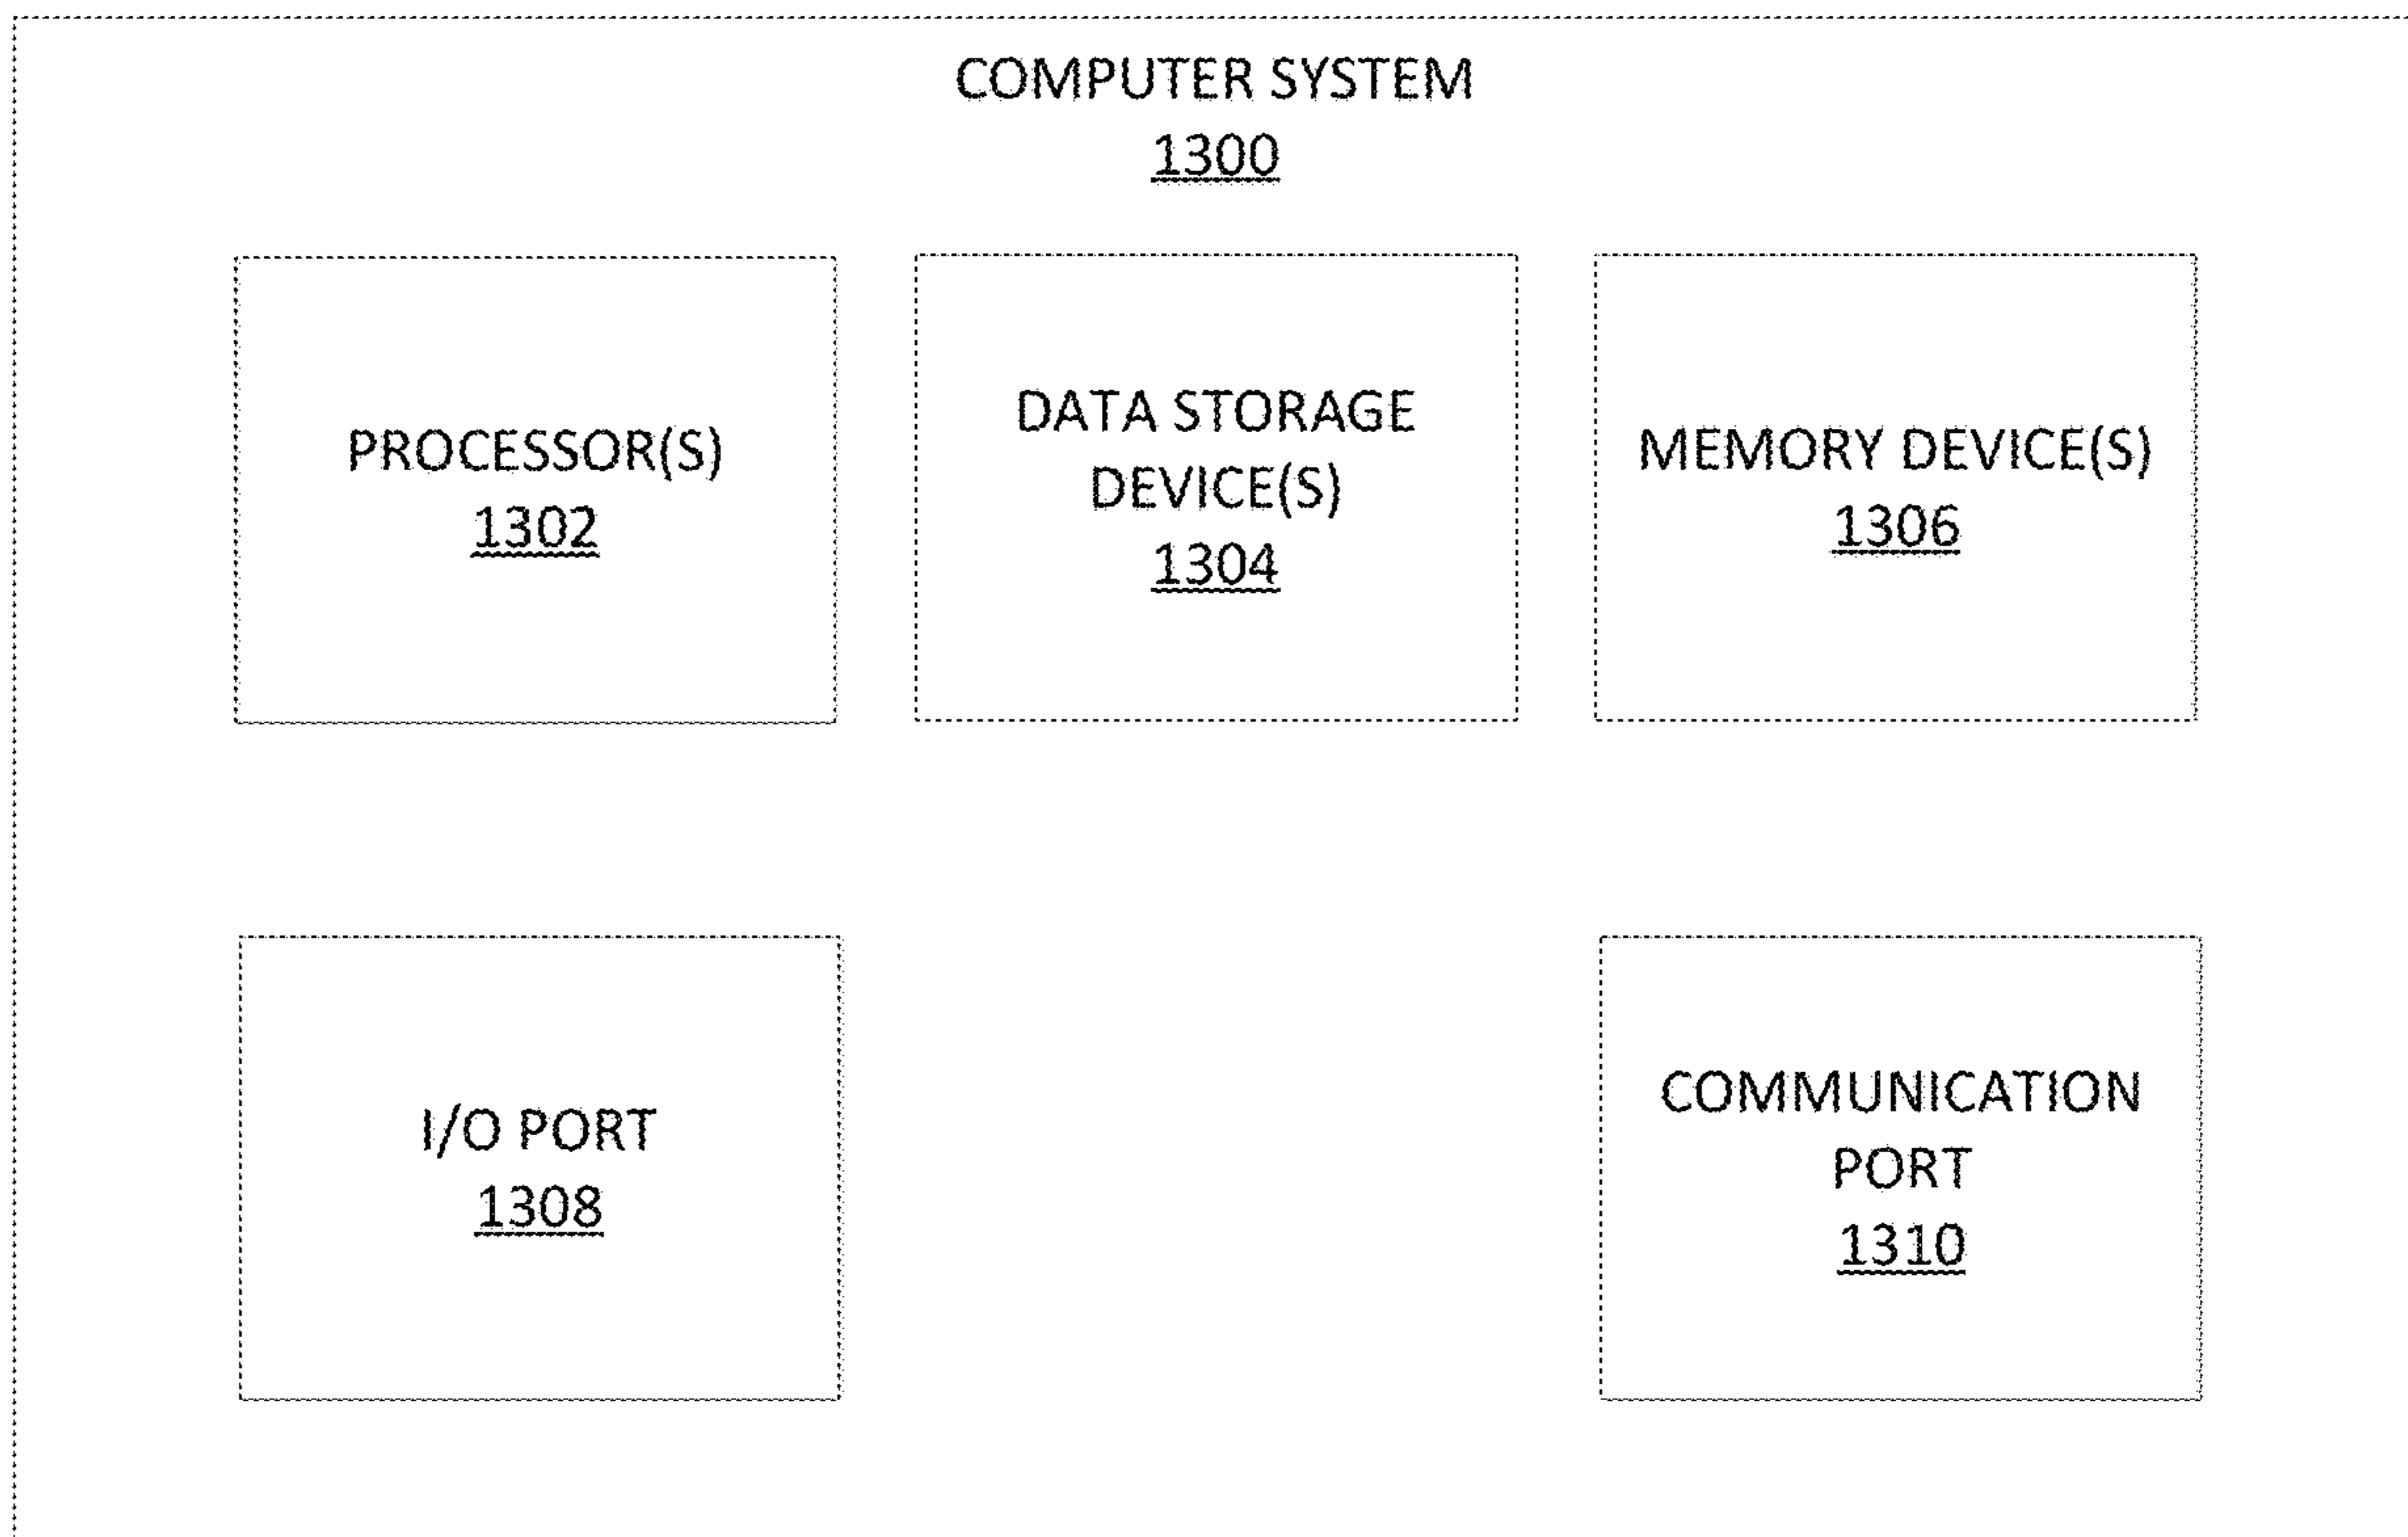 COMPUTER SYSTEM
1300
PROCESSOR(S)
1302
DATA STORAGE
DEVICE(S)
1304
MEMORY DEVICE(S)
1306
I/O PORT
1308
COMMUNICATION
PORT
1310